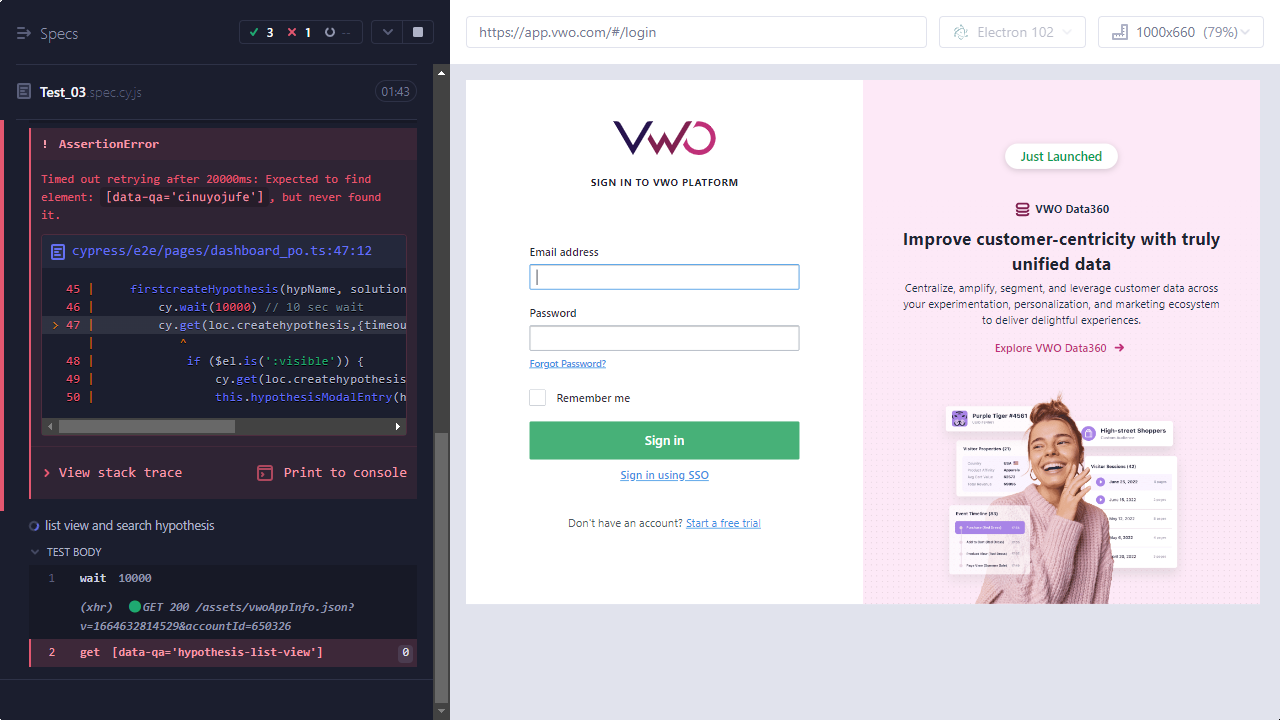 Specs
3
1
--
Test_03.spec.cy.js
01:43
! AssertionError
Timed out retrying after 20000ms: Expected to find
element: [data-qa='cinuyojufe'], but never found
it.
cypress/e2e/pages/dashboard_po.ts:47:12
45 | firstcreateHypothesis(hypName, solution
46 | cy.wait(10000) // 10 sec wait
> 47 | cy.get(loc.createhypothesis,{timeou
| ^
48 | if ($el.is(':visible')) {
49 | cy.get(loc.createhypothesis
50 | this.hypothesisModalEntry(h
> View stack trace
Print to console
list view and search hypothesis
TEST BODY
1 wait 10000
(xhr) GET 200 /assets/vwoAppInfo.json?
v=1664632814529&accountId=650326
2 get [data-qa='hypothesis-list-view'] 0
https://app.vwo.com/#/login
Electron 102
1000x660 (79%)
VWO
SIGN IN TO VWO PLATFORM
Email address
Password
Forgot Password?
Remember me
Sign in
Sign in using SSO
Don't have an account? Start a free trial
Just Launched
VWO Data360
Improve customer-centricity with truly
unified data
Centralize, amplify, segment, and leverage customer data across
your experimentation, personalization, and marketing ecosystem
to deliver delightful experiences.
Explore VWO Data360
Purple Tiger #4581
High-street Shoppers
Visitor Properties (21)
Visitor Sessions (42)
June 23, 2022
June 15, 2022
May 12, 2022
May 6, 2022
April 30, 2022
Event Timeline (84)